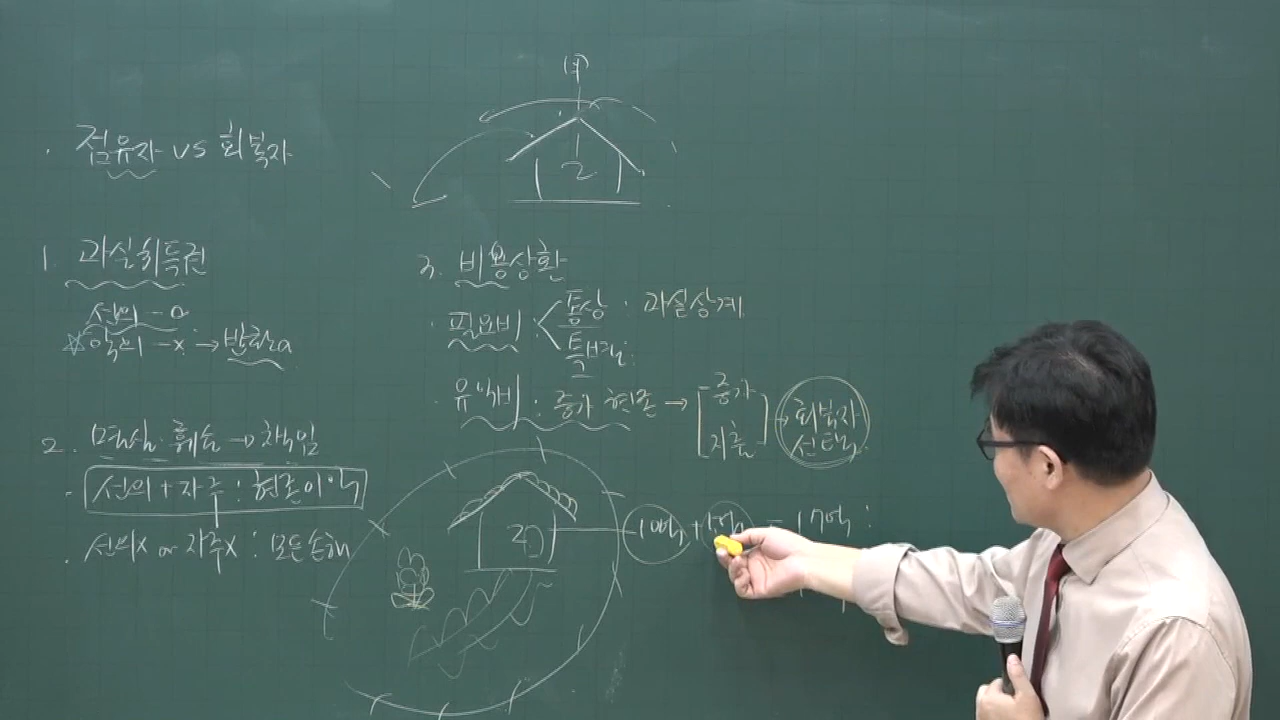 甲
· 점유자 vs 회복자
2
1. 과실취득권
선의 - o
☆ 악의 - x → 반환
2. 멸실·훼손 → 책임
· 선의 + 자주 : 현존이익
· 선의x or 자주x : 모든 손해
3. 비용상환
· 필요비 : 통상 · 과실상계
특별
· 유익비 : 증가 현존 → 증가
지출
→ 회복자
선택
10억 + = 17억 :